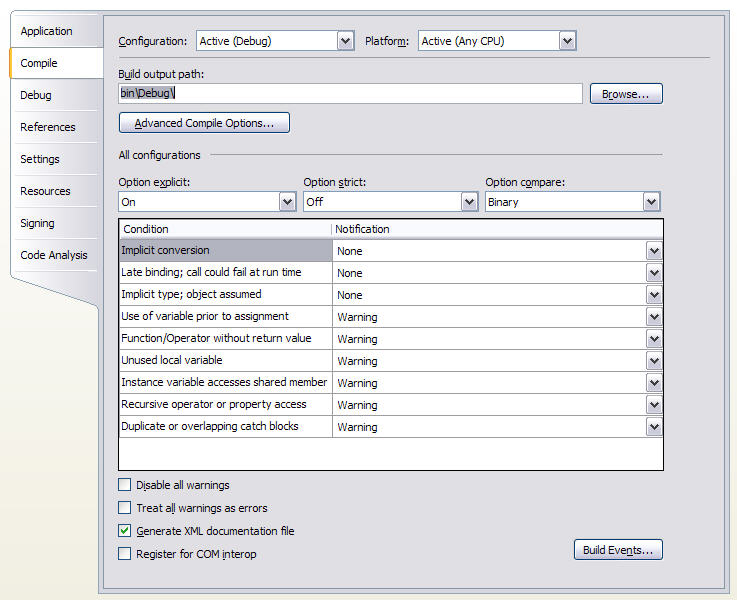 Application
Compile
Debug
References
Settings
Resources
Signing
Code Analysis
Configuration: Active (Debug) Platform: Active (Any CPU)
Build output path:
bin\Debug\ Browse...
Advanced Compile Options...
All configurations
Option explicit: Option strict: Option compare:
On Off Binary
Condition Notification
Implicit conversion None
Late binding; call could fail at run time None
Implicit type; object assumed None
Use of variable prior to assignment Warning
Function/Operator without return value Warning
Unused local variable Warning
Instance variable accesses shared member Warning
Recursive operator or property access Warning
Duplicate or overlapping catch blocks Warning
Disable all warnings
Treat all warnings as errors
Generate XML documentation file
Register for COM interop Build Events...